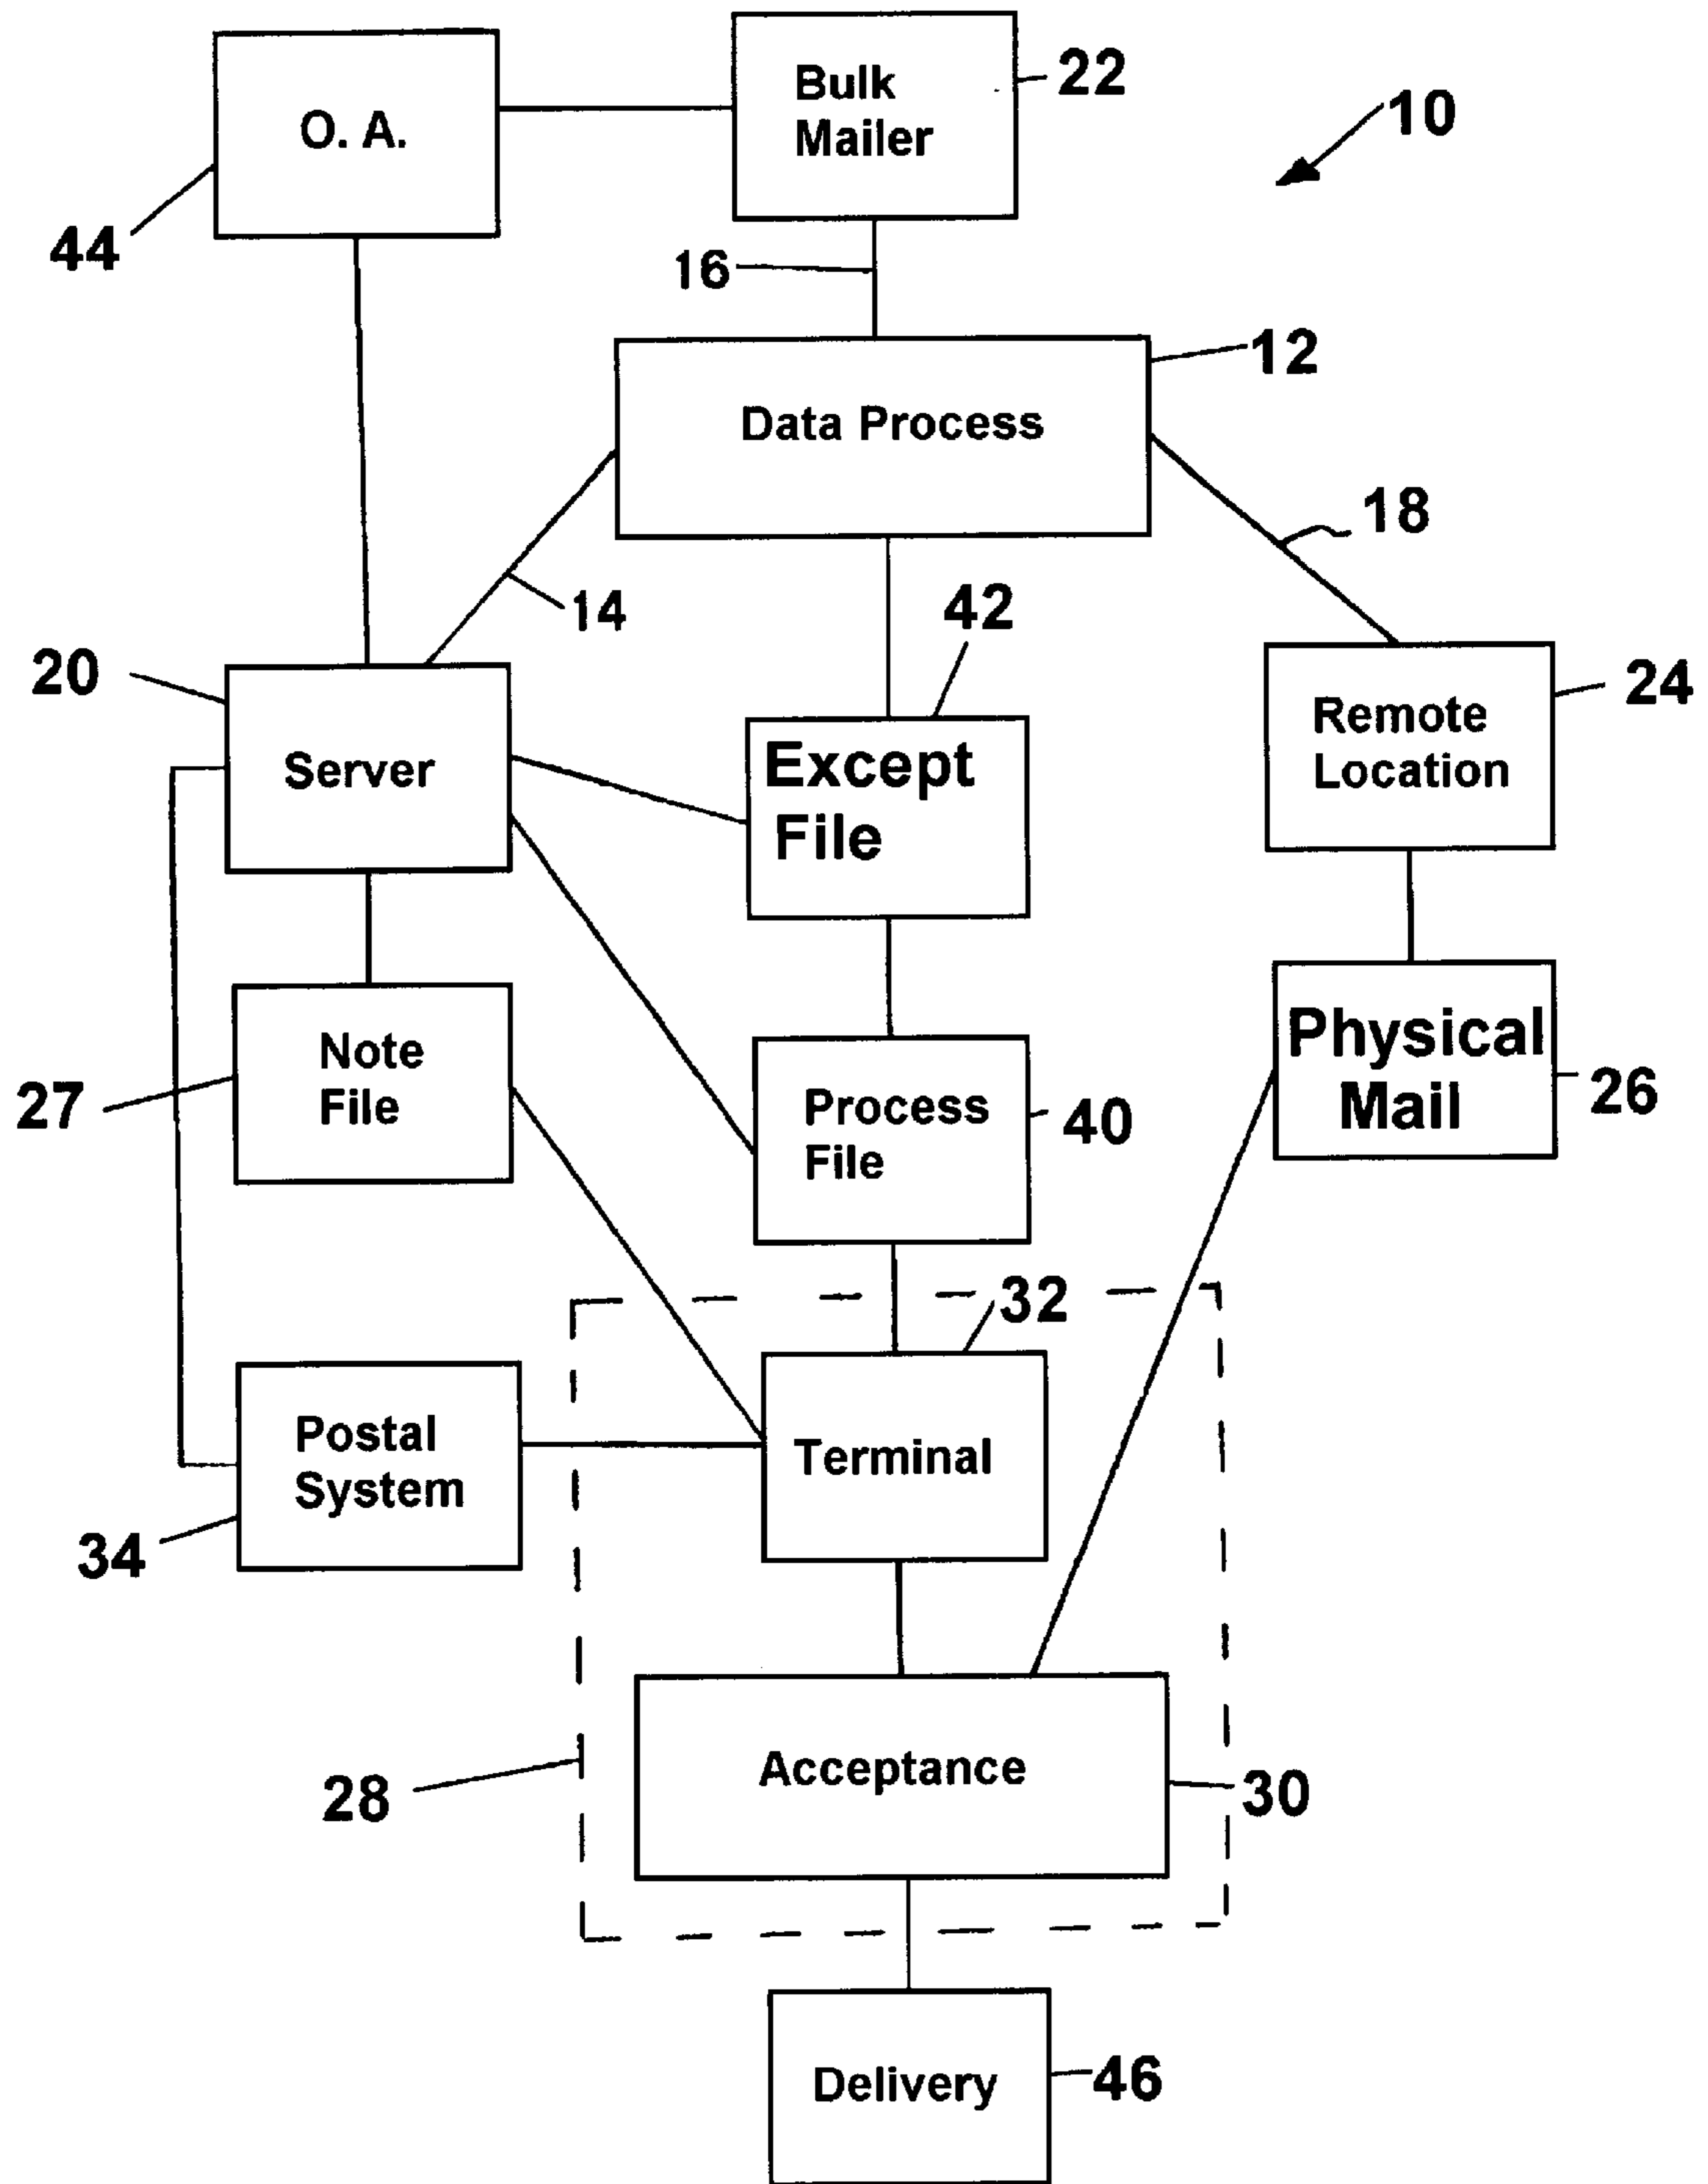 O. A.
44
Bulk
Mailer
22
10
16
Data Process
12
14
18
Server
20
Except
File
42
Remote
Location
24
Note
File
27
Process
File
40
Physical
Mail
26
32
Postal
System
34
Terminal
Acceptance
28
30
Delivery
46